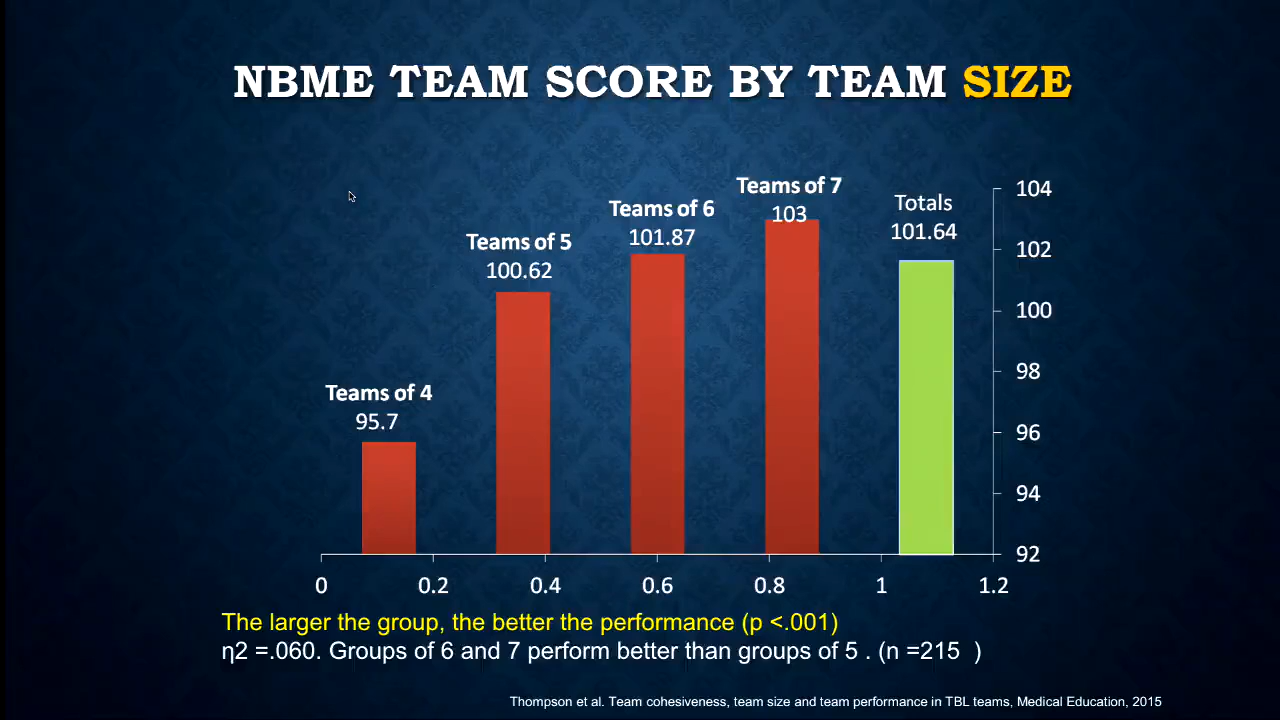 NBME TEAM SCORE BY TEAM SIZE
Teams of 4
95.7
Teams of 5
100.62
Teams of 6
101.87
Teams of 7
103
Totals
101.64
104
102
100
98
96
94
92
0 0.2 0.4 0.6 0.8 1 1.2
The larger the group, the better the performance (p <.001)
η2 =.060. Groups of 6 and 7 perform better than groups of 5 . (n =215  )
Thompson et al. Team cohesiveness, team size and team performance in TBL teams, Medical Education, 2015